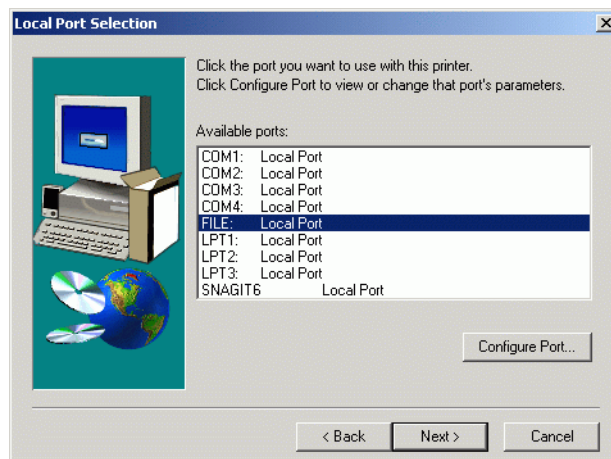 Local Port Selection
Click the port you want to use with this printer.
Click Configure Port to view or change that port's parameters.
Available ports:
COM1: Local Port
COM2: Local Port
COM3: Local Port
COM4: Local Port
FILE: Local Port
LPT1: Local Port
LPT2: Local Port
LPT3: Local Port
SNAGIT6 Local Port
Configure Port...
< Back Next > Cancel